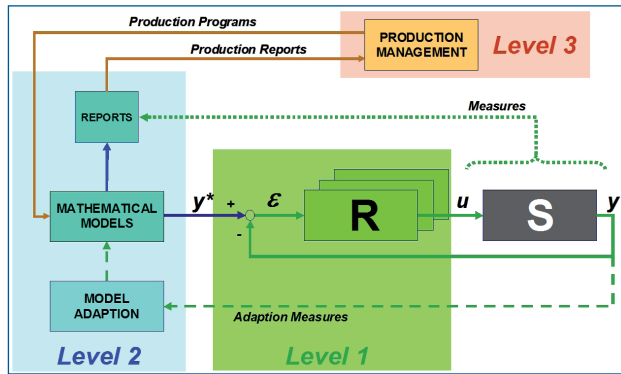 Production Programs
PRODUCTION
MANAGEMENT
Level 3
Production Reports
REPORTS
Measures
MATHEMATICAL
MODELS
y*
+
-
ε
R
u
S
y
MODEL
ADAPTION
Adaption Measures
Level 2
Level 1